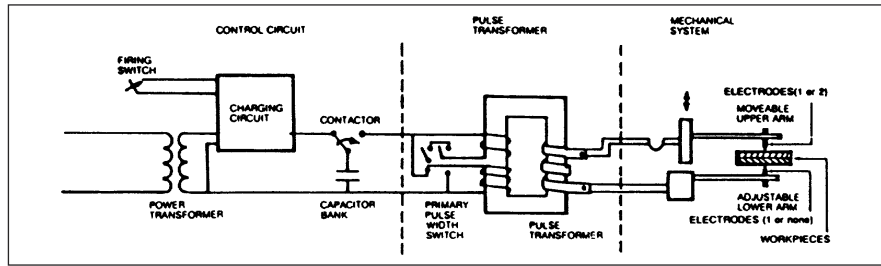 CONTROL CIRCUIT
PULSE
TRANSFORMER
MECHANICAL
SYSTEM
FIRING
SWITCH
CHARGING
CIRCUIT
CONTACTOR
ELECTRODES(1 or 2)
MOVEABLE
UPPER ARM
POWER
TRANSFORMER
CAPACITOR
BANK
PRIMARY
PULSE
WIDTH
SWITCH
PULSE
TRANSFORMER
ADJUSTABLE
LOWER ARM
ELECTRODES (1 or none)
WORKPIECES